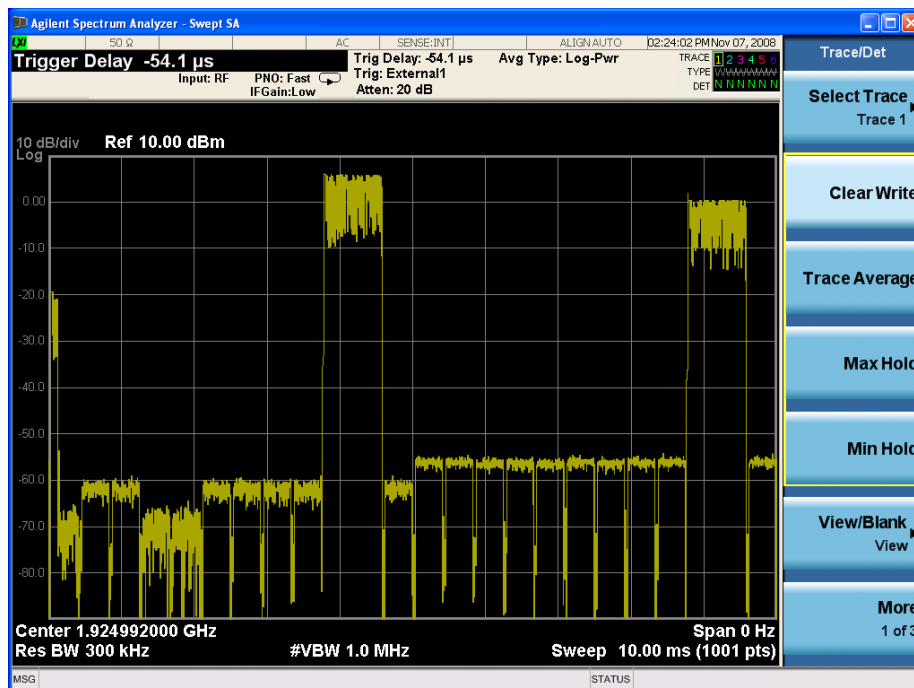 Agilent Spectrum Analyzer - Swept SA
LXI 50 Ω AC SENSE:INT ALIGN AUTO 02:24:02 PM Nov 07, 2008
Trigger Delay -54.1 µs
Input: RF PNO: Fast IFGain:Low
Trig Delay: -54.1 µs
Trig: External1
Atten: 20 dB
Avg Type: Log-Pwr
TRACE 1 2 3 4 5 6
TYPE WWWWWW
DET N N N N N N
10 dB/div Ref 10.00 dBm
Log
0.00
-10.0
-20.0
-30.0
-40.0
-50.0
-60.0
-70.0
-80.0
Center 1.924992000 GHz Span 0 Hz
Res BW 300 kHz #VBW 1.0 MHz Sweep 10.00 ms (1001 pts)
MSG STATUS
Trace/Det
Select Trace
Trace 1
Clear Write
Trace Average
Max Hold
Min Hold
View/Blank
View
More
1 of 3